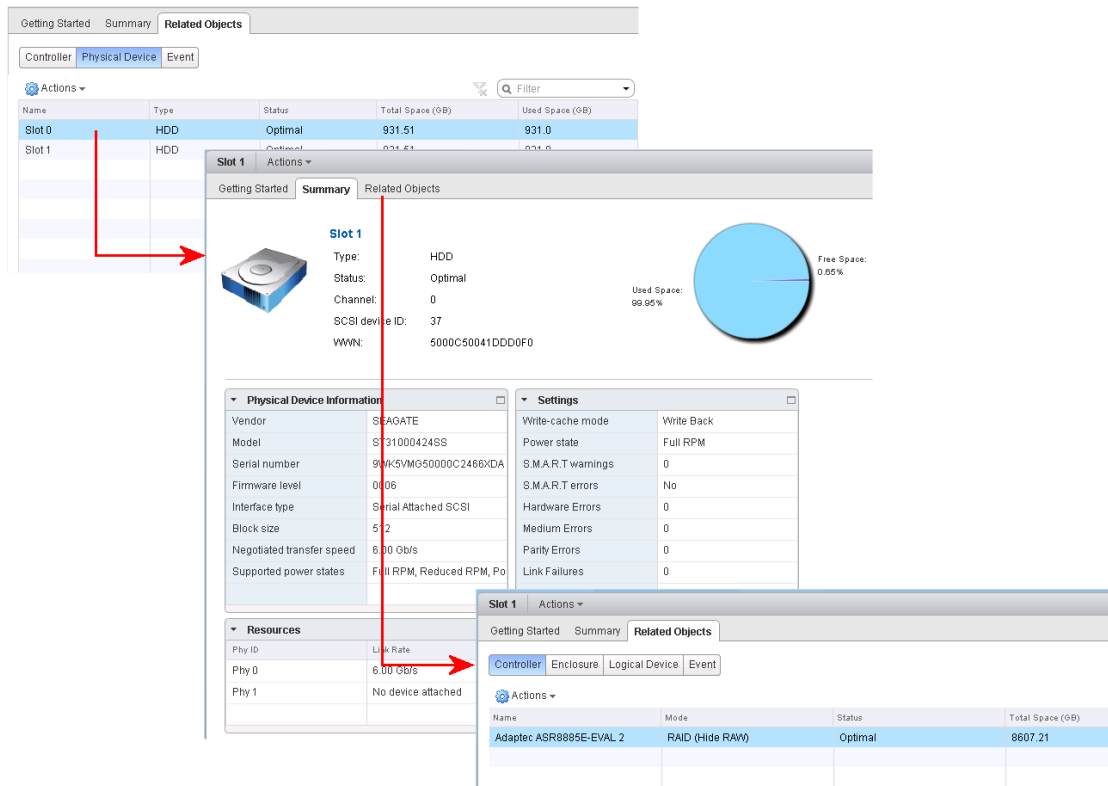 Getting Started Summary Related Objects
Controller Physical Device Event
Actions
Filter
Name Type Status Total Space (GB) Used Space (GB)
Slot 0 HDD Optimal 931.51 931.0
Slot 1 HDD Optimal 931.51 931.0
Slot 1 Actions
Getting Started Summary Related Objects
Slot 1
Type: HDD
Status: Optimal
Channel: 0
SCSI device ID: 37
WWN: 5000C50041DDD0F0
Used Space:
99.95%
Free Space:
0.65%
Physical Device Information
Vendor SEAGATE
Model ST31000424SS
Serial number 9WK5VMG50000C2466XDA
Firmware level 0006
Interface type Serial Attached SCSI
Block size 512
Negotiated transfer speed 6.00 Gb/s
Supported power states Full RPM, Reduced RPM, Po
Settings
Write-cache mode Write Back
Power state Full RPM
S.M.A.R.T warnings 0
S.M.A.R.T errors No
Hardware Errors 0
Medium Errors 0
Parity Errors 0
Link Failures 0
Resources
Phy ID Link Rate
Phy 0 6.00 Gb/s
Phy 1 No device attached
Slot 1 Actions
Getting Started Summary Related Objects
Controller Enclosure Logical Device Event
Actions
Name Mode Status Total Space (GB)
Adaptec ASR8885E-EVAL 2 RAID (Hide RAW) Optimal 8607.21